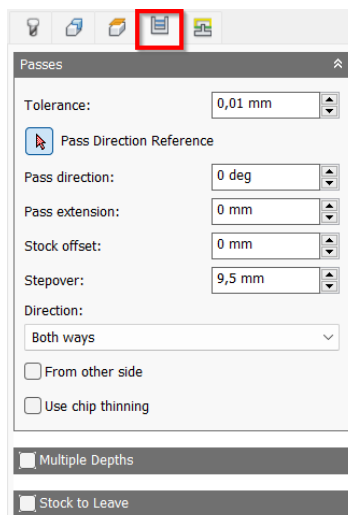 Passes
Tolerance: 0,01 mm
Pass Direction Reference
Pass direction: 0 deg
Pass extension: 0 mm
Stock offset: 0 mm
Stepover: 9,5 mm
Direction:
Both ways
From other side
Use chip thinning
Multiple Depths
Stock to Leave